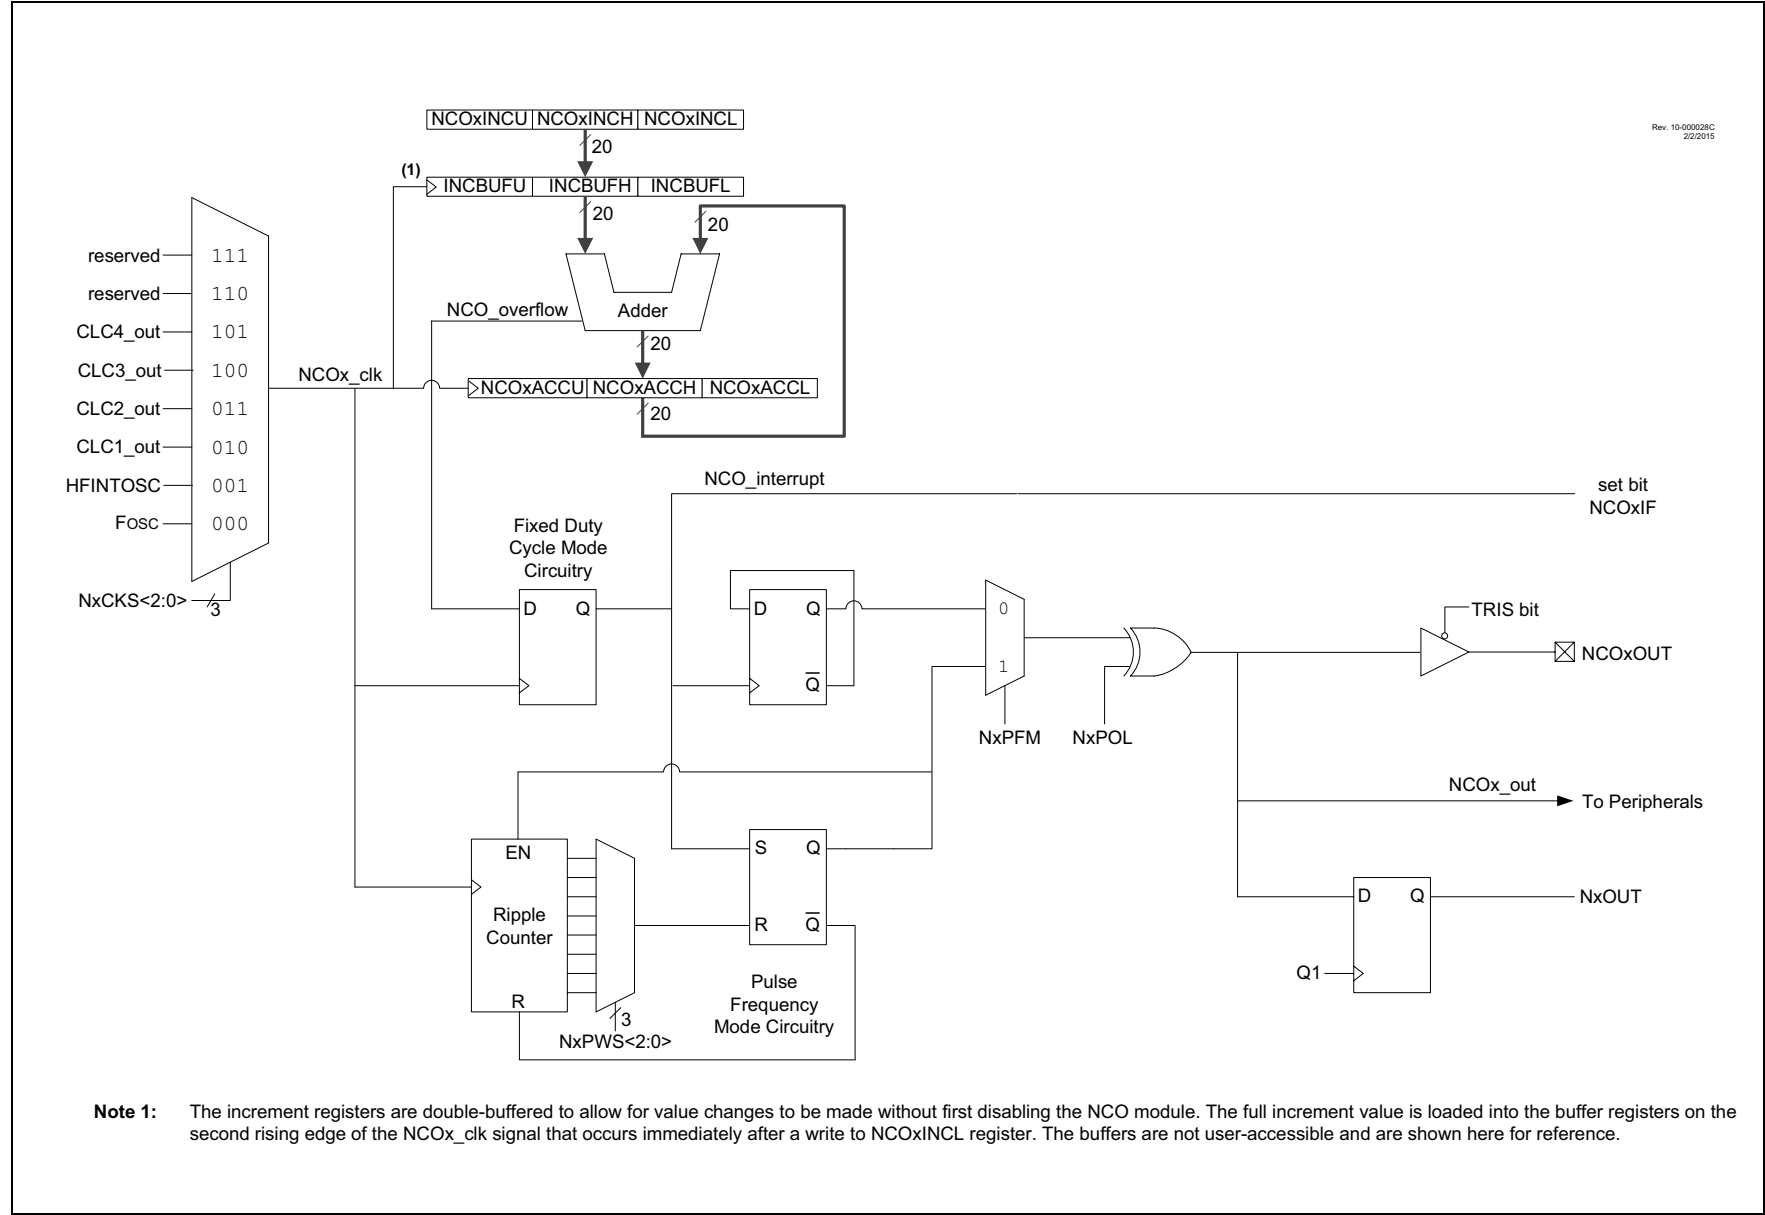 NCOxINCU NCOxINCH NCOxINCL
Rev. 10-000028C
2/2/2015
20
(1)
INCBUFU INCBUFH INCBUFL
20
20
reserved 111
reserved 110
CLC4_out 101
CLC3_out 100
CLC2_out 011
CLC1_out 010
HFINTOSC 001
FOSC 000
NxCKS<2:0>
3
NCOx_clk
NCO_overflow
Adder
20
NCOxACCU NCOxACCH NCOxACCL
20
NCO_interrupt
set bit
NCOxIF
Fixed Duty
Cycle Mode
Circuitry
D Q
D Q
Q
0
1
NxPFM
NxPOL
TRIS bit
NCOxOUT
NCOx_out
To Peripherals
EN
Ripple
Counter
R
3
NxPWS<2:0>
S Q
R Q
Pulse
Frequency
Mode Circuitry
D Q
NxOUT
Q1
Note 1: The increment registers are double-buffered to allow for value changes to be made without first disabling the NCO module. The full increment value is loaded into the buffer registers on the
second rising edge of the NCOx_clk signal that occurs immediately after a write to NCOxINCL register. The buffers are not user-accessible and are shown here for reference.